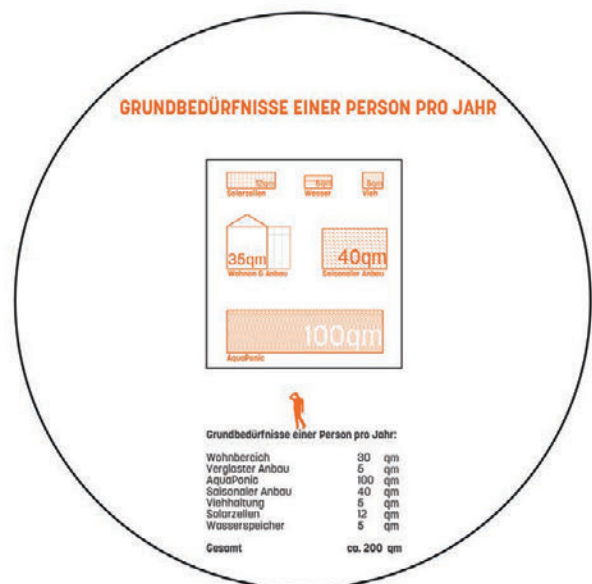 GRUNDBEDÜRFNISSE EINER PERSON PRO JAHR
12qm 5qm 5qm
Solarzellen Wasser Vieh
35qm 40qm
Wohnen & Anbau Saisonaler Anbau
100qm
AquaPonic
Grundbedürfnisse einer Person pro Jahr:
Wohnbereich 30 qm
Verglaster Anbau 5 qm
AquaPonic 100 qm
Saisonaler Anbau 40 qm
Viehhaltung 5 qm
Solarzellen 12 qm
Wasserspeicher 5 qm
Gesamt ca. 200 qm